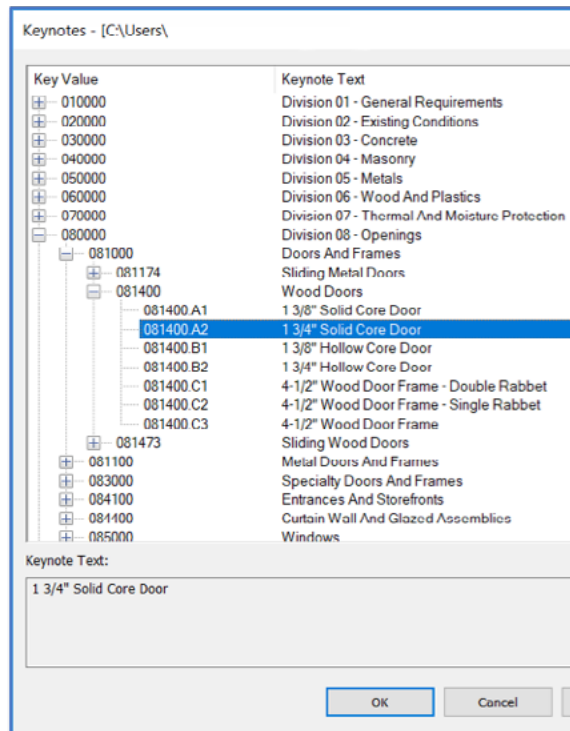 Keynotes - [C:\Users\
Key Value Keynote Text
010000 Division 01 - General Requirements
020000 Division 02 - Existing Conditions
030000 Division 03 - Concrete
040000 Division 04 - Masonry
050000 Division 05 - Metals
060000 Division 06 - Wood And Plastics
070000 Division 07 - Thermal And Moisture Protection
080000 Division 08 - Openings
081000 Doors And Frames
081174 Sliding Metal Doors
081400 Wood Doors
081400.A1 1 3/8" Solid Core Door
081400.A2 1 3/4" Solid Core Door
081400.B1 1 3/8" Hollow Core Door
081400.B2 1 3/4" Hollow Core Door
081400.C1 4-1/2" Wood Door Frame - Double Rabbet
081400.C2 4-1/2" Wood Door Frame - Single Rabbet
081400.C3 4-1/2" Wood Door Frame
081473 Sliding Wood Doors
081100 Metal Doors And Frames
083000 Specialty Doors And Frames
084100 Entrances And Storefronts
084400 Curtain Wall And Glazed Assemblies
085000 Windows
Keynote Text:
1 3/4" Solid Core Door
OK Cancel